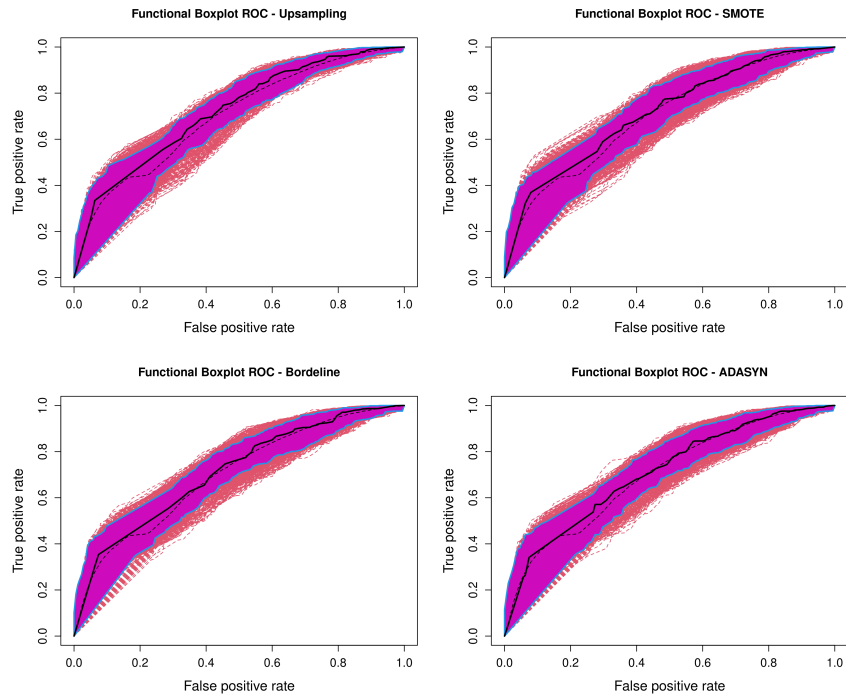 Functional Boxplot ROC - Upsampling
True positive rate
1.0
0.8
0.6
0.4
0.2
0.0
0.0 0.2 0.4 0.6 0.8 1.0
False positive rate
Functional Boxplot ROC - SMOTE
True positive rate
1.0
0.8
0.6
0.4
0.2
0.0
0.0 0.2 0.4 0.6 0.8 1.0
False positive rate
Functional Boxplot ROC - Bordeline
True positive rate
1.0
0.8
0.6
0.4
0.2
0.0
0.0 0.2 0.4 0.6 0.8 1.0
False positive rate
Functional Boxplot ROC - ADASYN
True positive rate
1.0
0.8
0.6
0.4
0.2
0.0
0.0 0.2 0.4 0.6 0.8 1.0
False positive rate